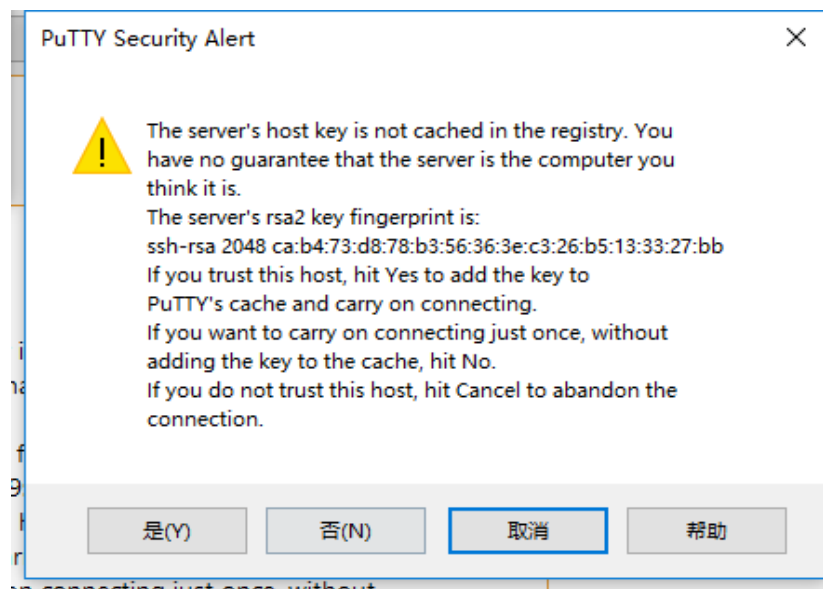 PuTTY Security Alert
The server's host key is not cached in the registry. You
have no guarantee that the server is the computer you
think it is.
The server's rsa2 key fingerprint is:
ssh-rsa 2048 ca:b4:73:d8:78:b3:56:36:3e:c3:26:b5:13:33:27:bb
If you trust this host, hit Yes to add the key to
PuTTY's cache and carry on connecting.
If you want to carry on connecting just once, without
adding the key to the cache, hit No.
If you do not trust this host, hit Cancel to abandon the
connection.
是(Y) 否(N) 取消 帮助
connecting just once, without